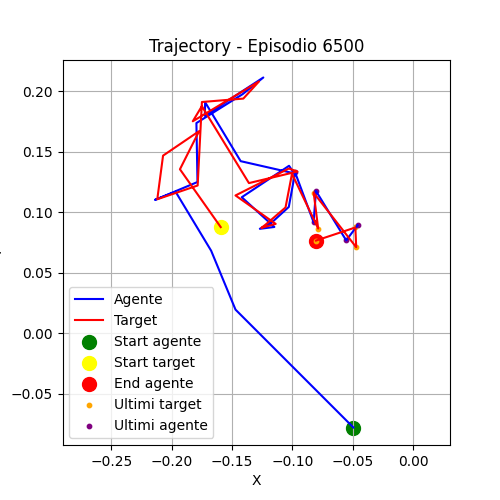 Trajectory - Episodio 6500
0.20
0.15
0.10
0.05
0.00
−0.05
Agente
Target
Start agente
Start target
End agente
Ultimi target
Ultimi agente
−0.25
−0.20
−0.15
−0.10
−0.05
0.00
X